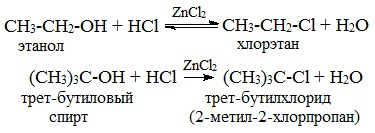 CH₃-CH₂-OH + HCl ⇌ ZnCl₂ CH₃-CH₂-Cl + H₂O
этанол хлорэтан
(CH₃)₃C-OH + HCl → ZnCl₂ (CH₃)₃C-Cl + H₂O
трет-бутиловый трет-бутилхлорид
спирт (2-метил-2-хлорпропан)